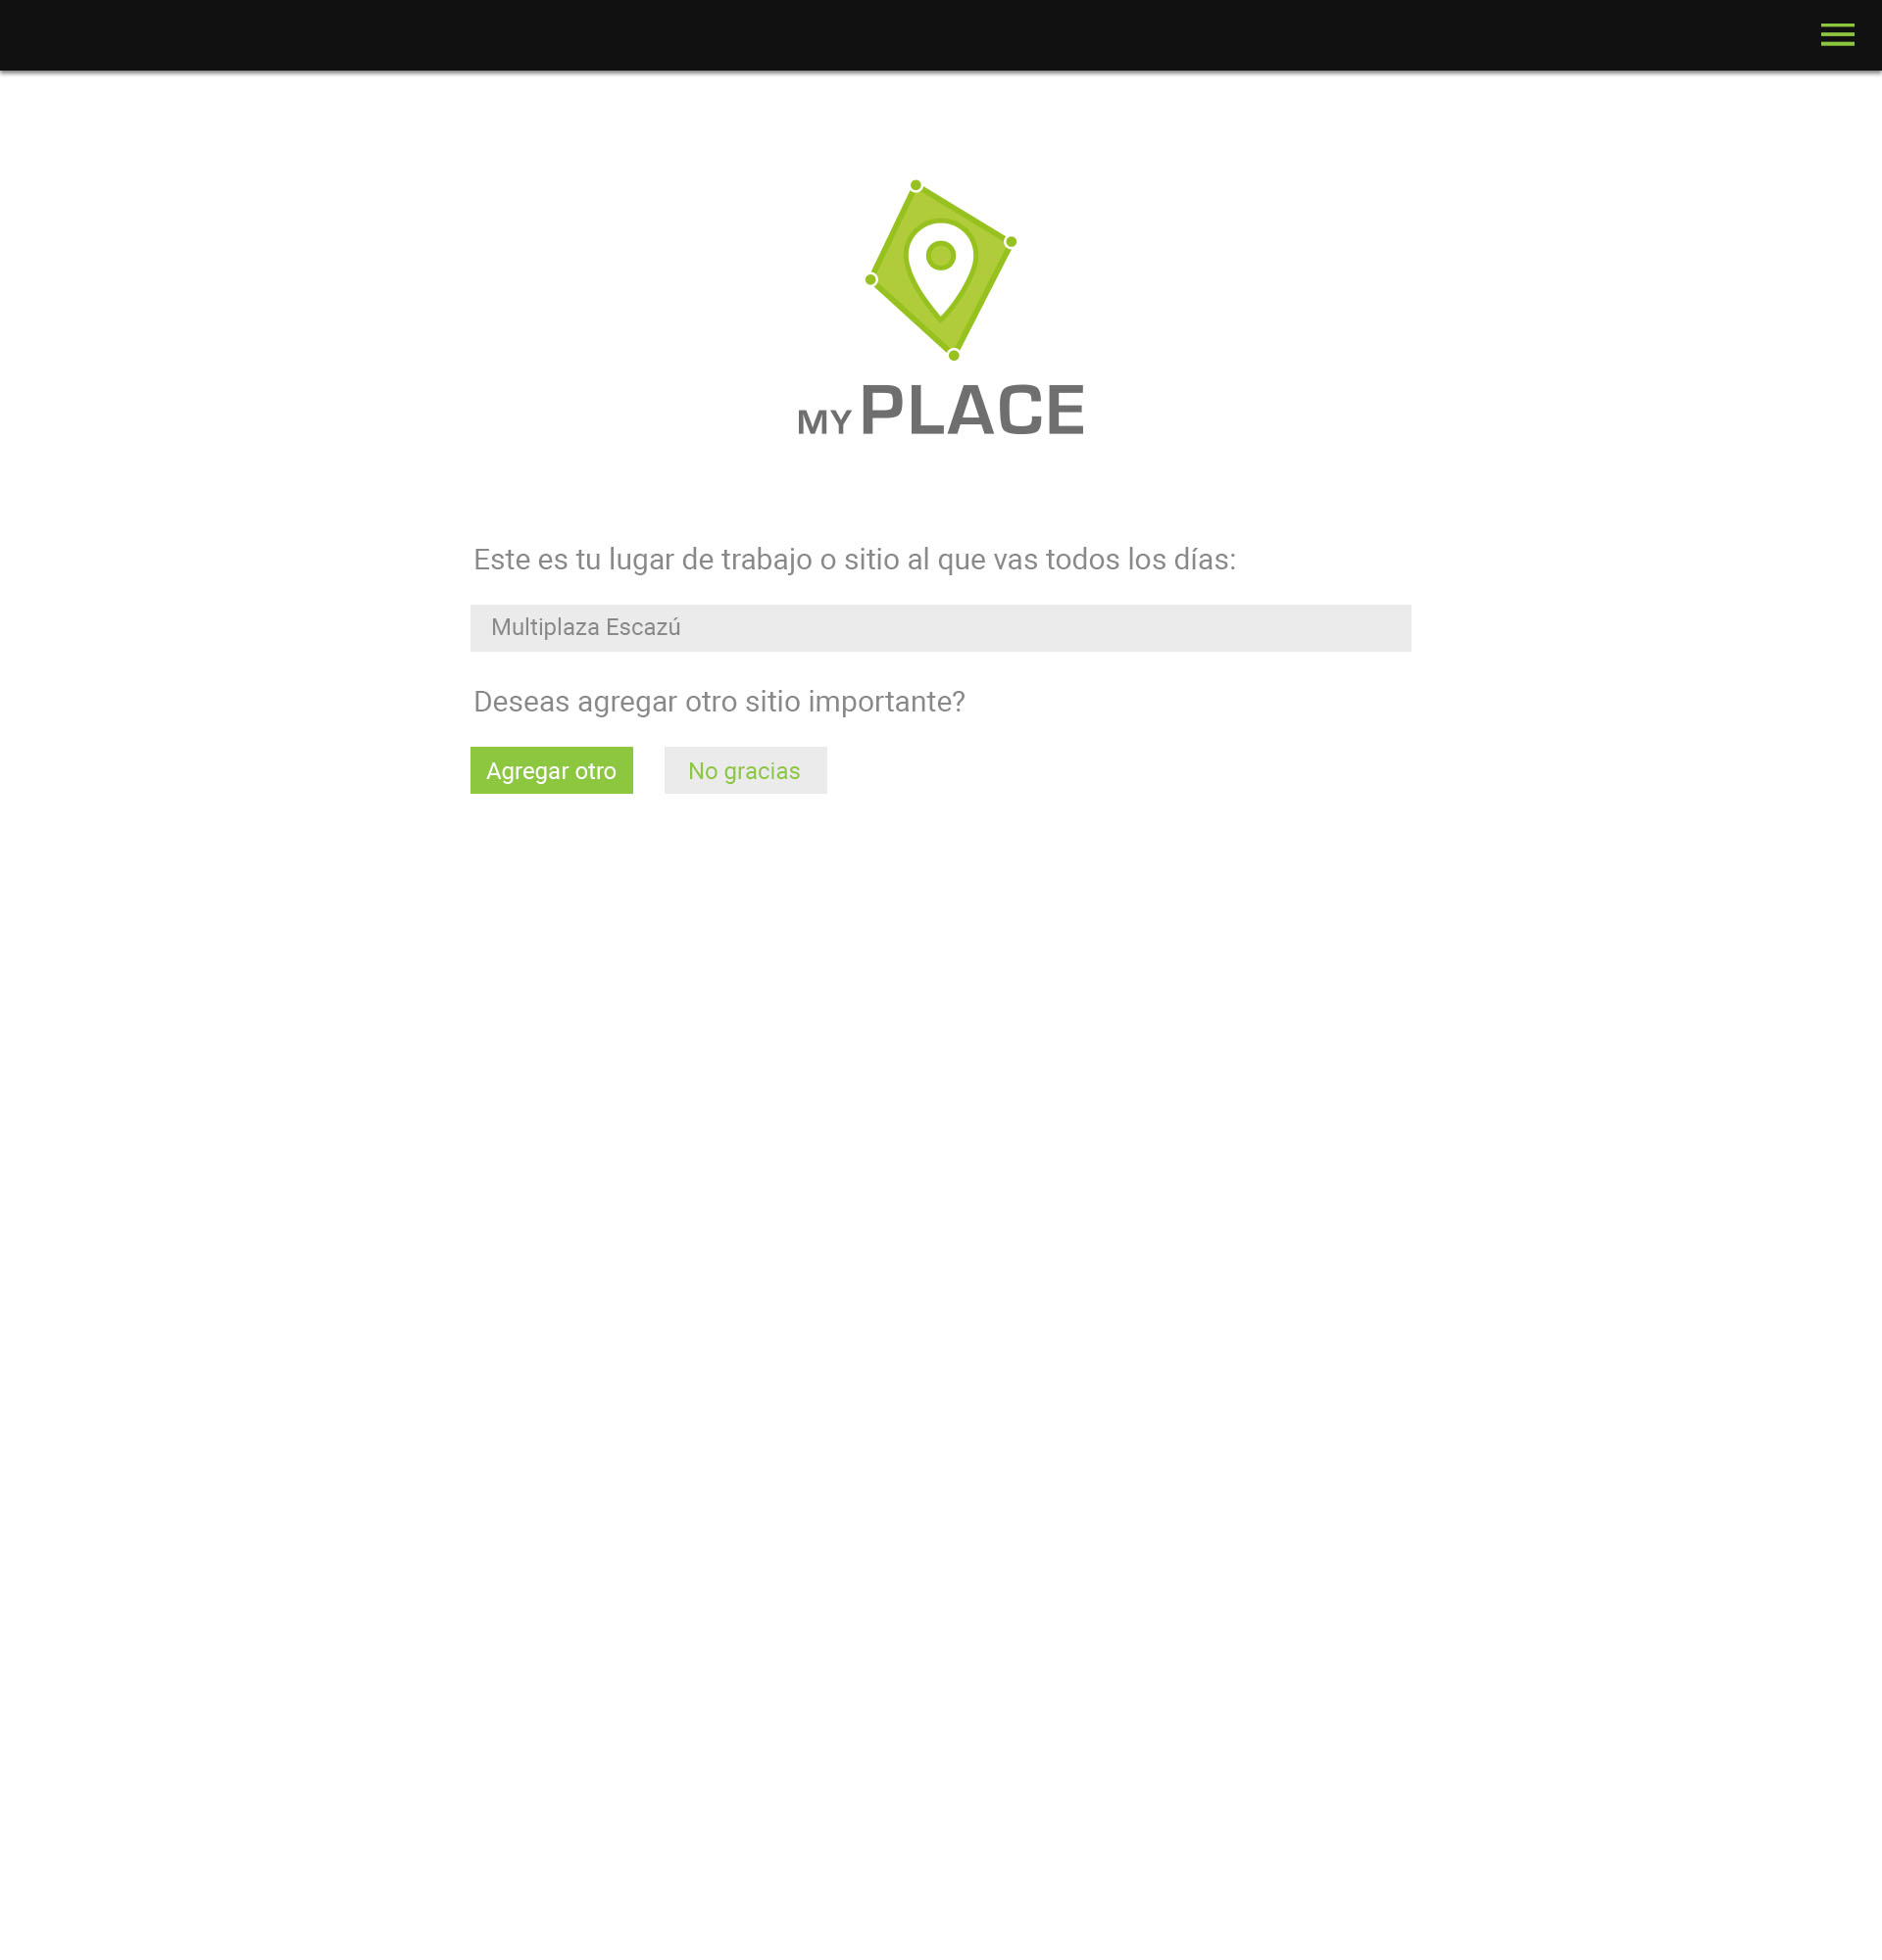 MY PLACE
Este es tu lugar de trabajo o sitio al que vas todos los días:
Multiplaza Escazú
Deseas agregar otro sitio importante?
Agregar otro No gracias